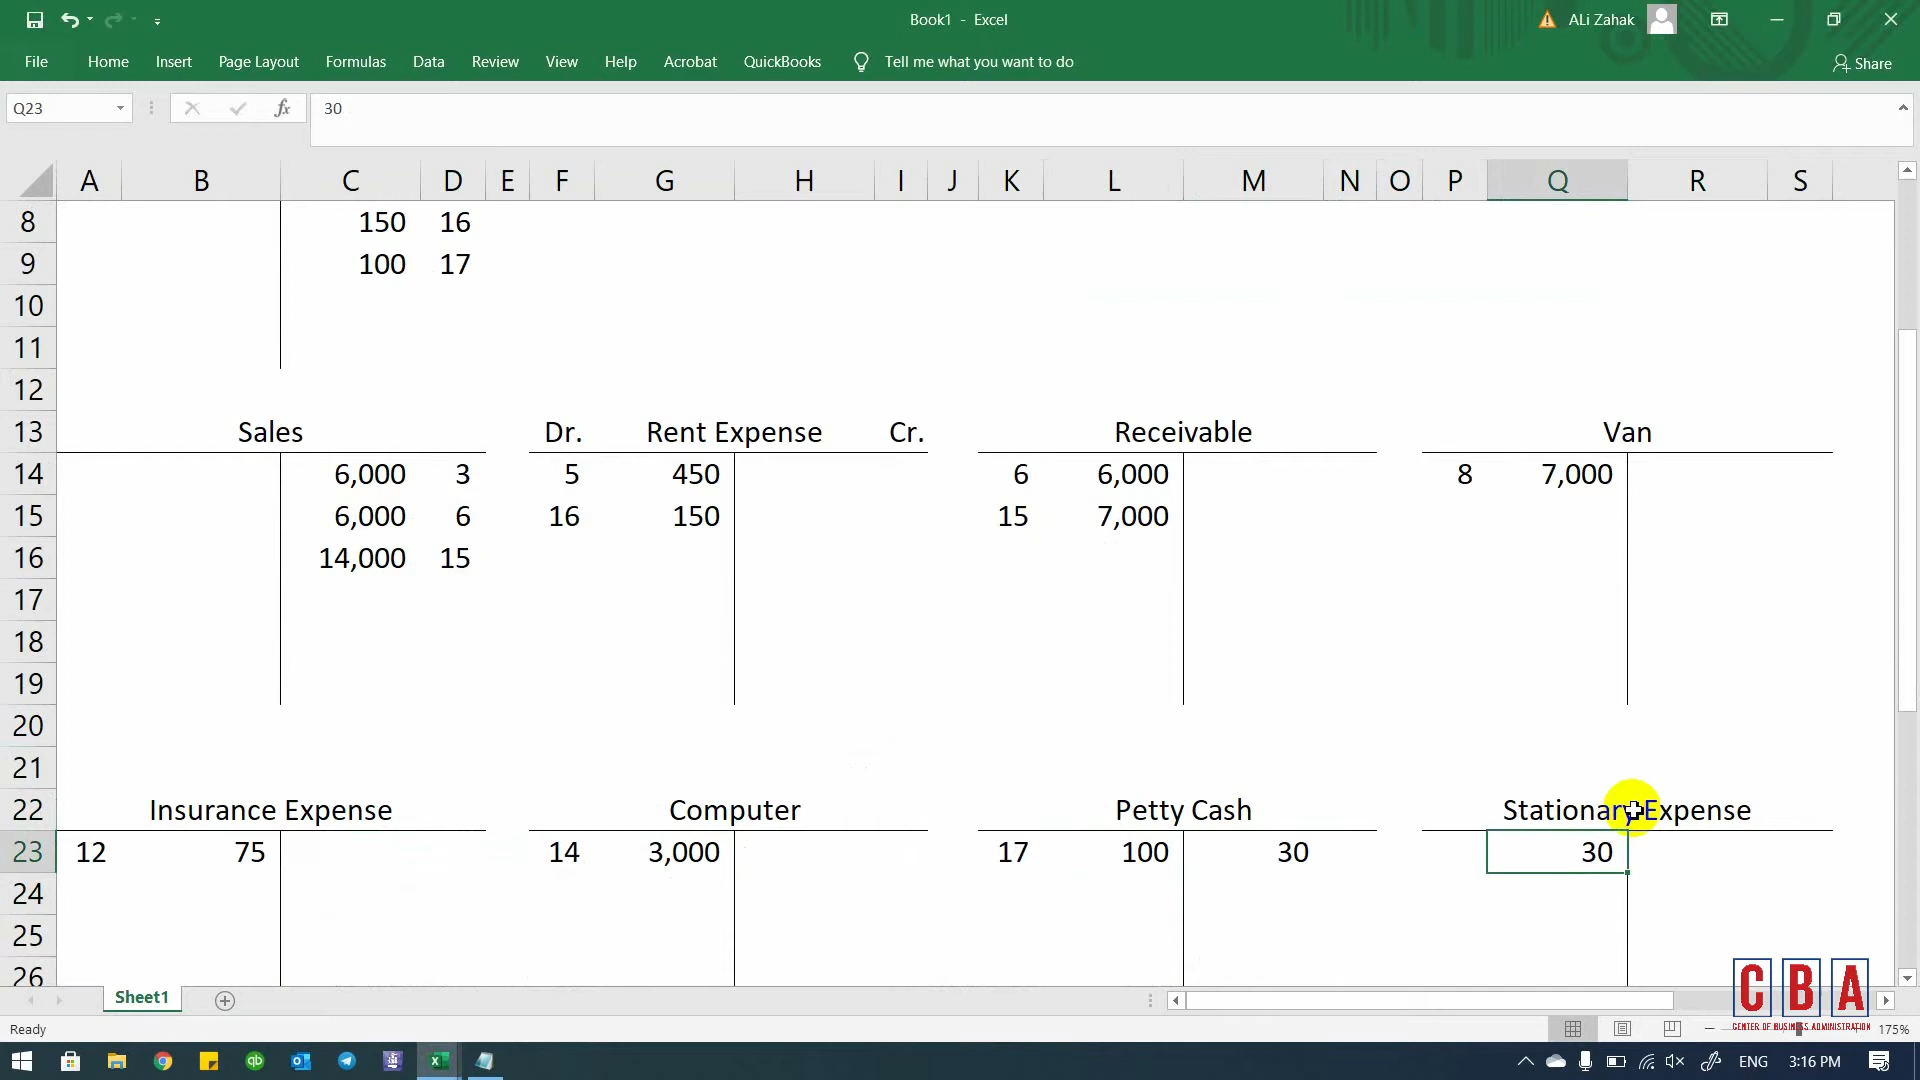 Book1 - Excel
ALi Zahak
File Home Insert Page Layout Formulas Data Review View Help Acrobat QuickBooks Tell me what you want to do
Share
Q23
fx
30
A B C D E F G H I J K L M N O P Q R S
8 150 16
9 100 17
10
11
12
13 Sales Dr. Rent Expense Cr. Receivable Van
14 6,000 3 5 450 6 6,000 8 7,000
15 6,000 6 16 150 15 7,000
16 14,000 15
17
18
19
20
21
22 Insurance Expense Computer Petty Cash Stationary Expense
23 12 75 14 3,000 17 100 30 30
24
25
26
Sheet1
CBA
CENTER OF BUSINESS ADMINISTRATION
Ready
175%
ENG 3:16 PM